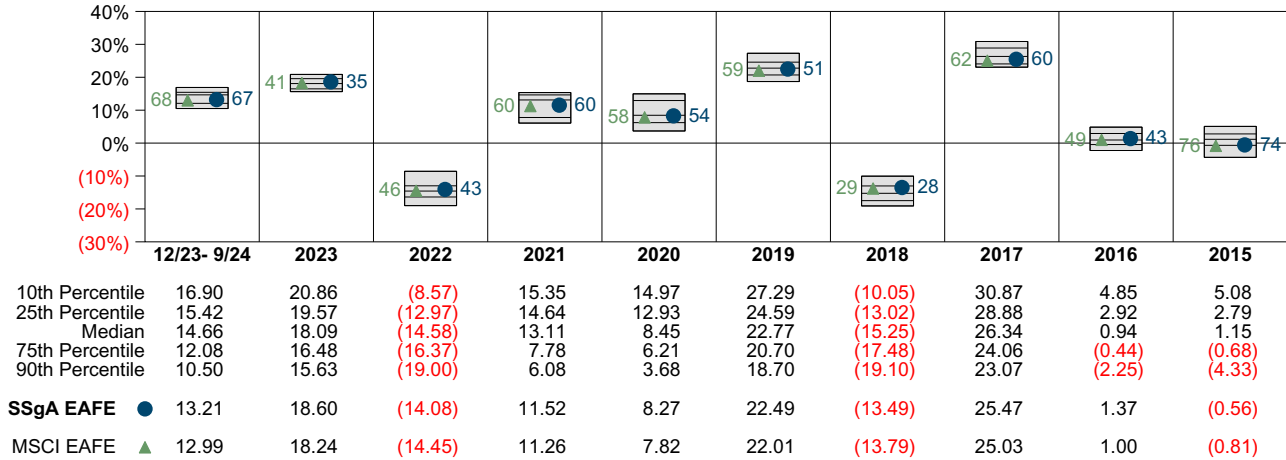 40%
30%
20%
10%
0%
(10%)
(20%)
(30%)
68 67
41 35
46 43
60 60
58 54
59 51
29 28
62 60
49 43
76 74
12/23- 9/24 2023 2022 2021 2020 2019 2018 2017 2016 2015
10th Percentile 16.90 20.86 (8.57) 15.35 14.97 27.29 (10.05) 30.87 4.85 5.08
25th Percentile 15.42 19.57 (12.97) 14.64 12.93 24.59 (13.02) 28.88 2.92 2.79
Median 14.66 18.09 (14.58) 13.11 8.45 22.77 (15.25) 26.34 0.94 1.15
75th Percentile 12.08 16.48 (16.37) 7.78 6.21 20.70 (17.48) 24.06 (0.44) (0.68)
90th Percentile 10.50 15.63 (19.00) 6.08 3.68 18.70 (19.10) 23.07 (2.25) (4.33)
SSgA EAFE 13.21 18.60 (14.08) 11.52 8.27 22.49 (13.49) 25.47 1.37 (0.56)
MSCI EAFE 12.99 18.24 (14.45) 11.26 7.82 22.01 (13.79) 25.03 1.00 (0.81)